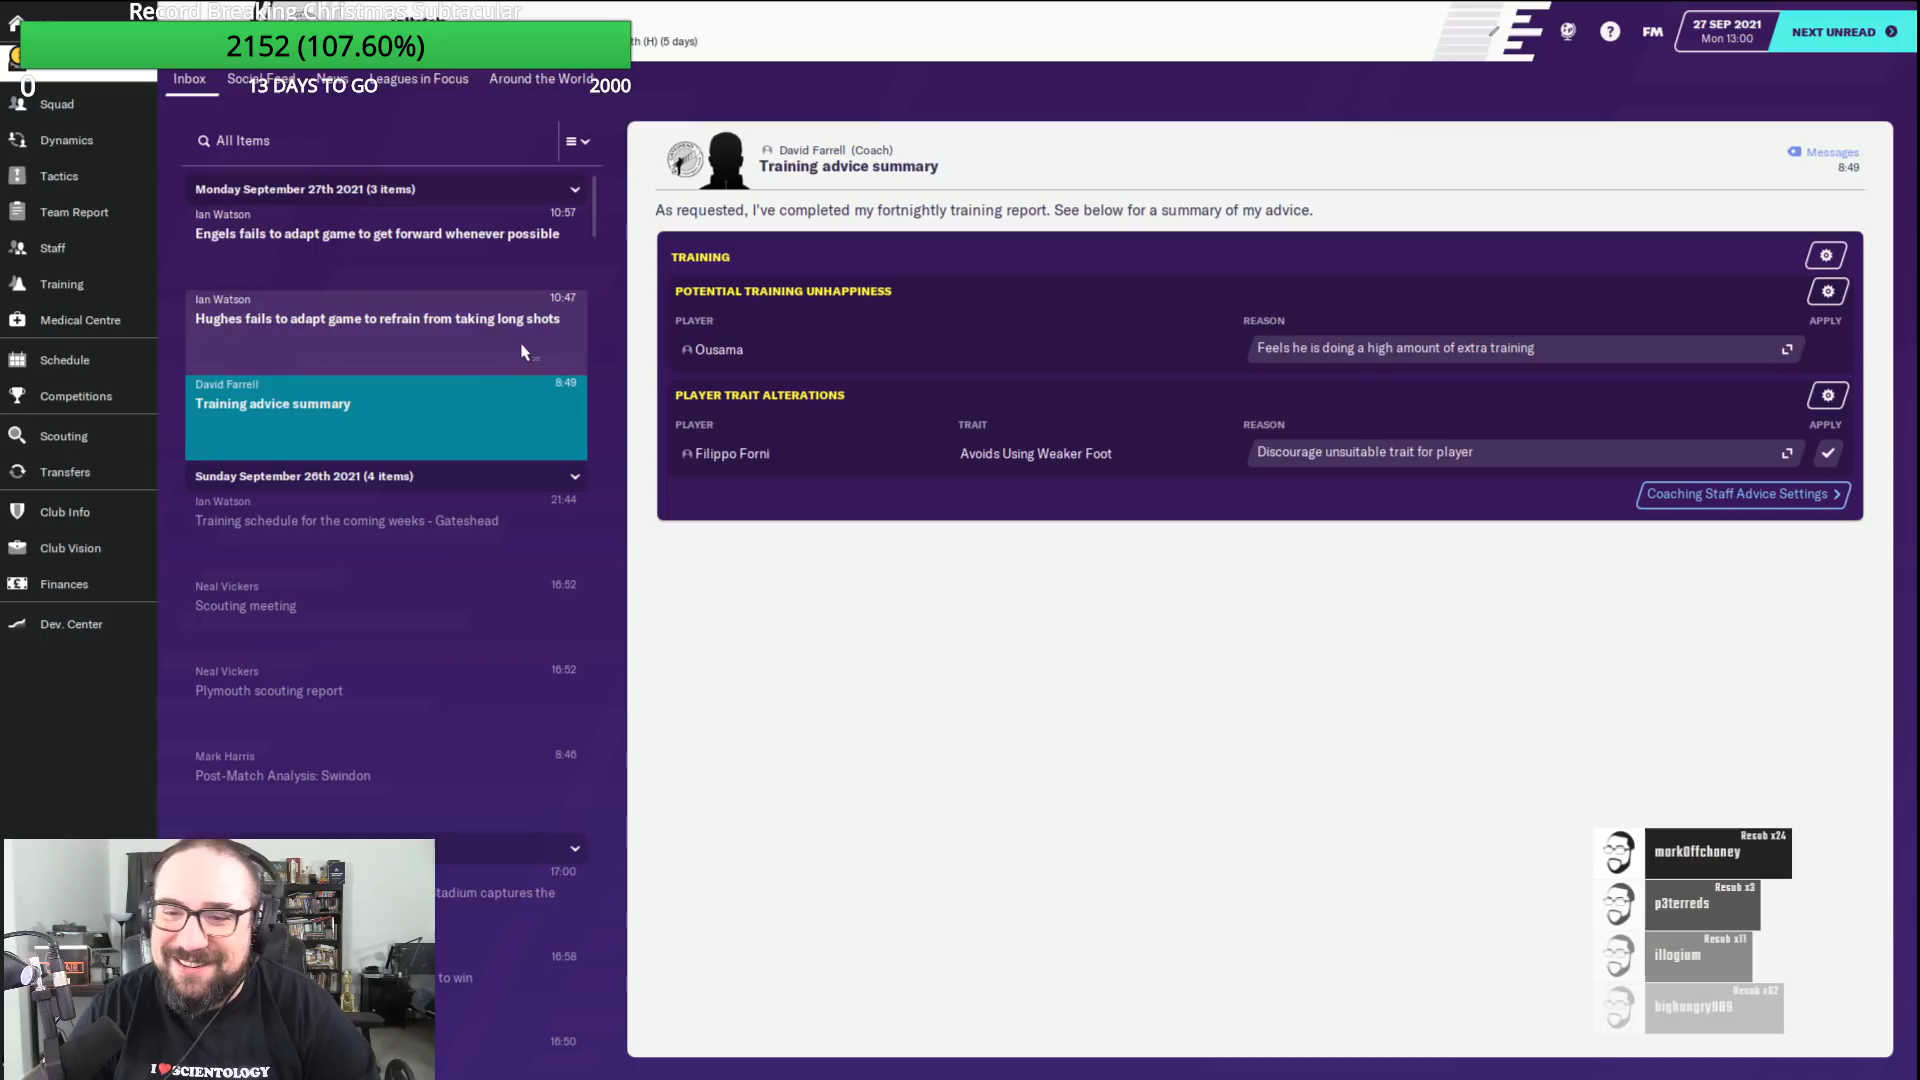 Record Breaking Christmas Subtacular
2152 (107.60%)
0
13 DAYS TO GO
2000
th (H) (5 days)
FM
27 SEP 2021
Mon 13:00
NEXT UNREAD
Inbox
Social Feed
News
Leagues in Focus
Around the World
Squad
Dynamics
Tactics
Team Report
Staff
Training
Medical Centre
Schedule
Competitions
Scouting
Transfers
Club Info
Club Vision
Finances
Dev. Center
All Items
Monday September 27th 2021 (3 items)
Ian Watson 10:57
Engels fails to adapt game to get forward whenever possible
Ian Watson 10:47
Hughes fails to adapt game to refrain from taking long shots
David Farrell 8:49
Training advice summary
Sunday September 26th 2021 (4 items)
Ian Watson 21:44
Training schedule for the coming weeks - Gateshead
Neal Vickers 16:52
Scouting meeting
Neal Vickers 16:52
Plymouth scouting report
Mark Harris 8:46
Post-Match Analysis: Swindon
17:00
Stadium captures the
16:58
to win
16:50
David Farrell (Coach)
Training advice summary
Messages
8:49
As requested, I've completed my fortnightly training report. See below for a summary of my advice.
TRAINING
POTENTIAL TRAINING UNHAPPINESS
PLAYER REASON APPLY
Ousama Feels he is doing a high amount of extra training
PLAYER TRAIT ALTERATIONS
PLAYER TRAIT REASON APPLY
Filippo Forni Avoids Using Weaker Foot Discourage unsuitable trait for player
Coaching Staff Advice Settings
Resub x24
markOffchaney
Resub x3
p3terreds
Resub x11
illogium
Resub x62
bighungry989
I ❤ SCIENTOLOGY